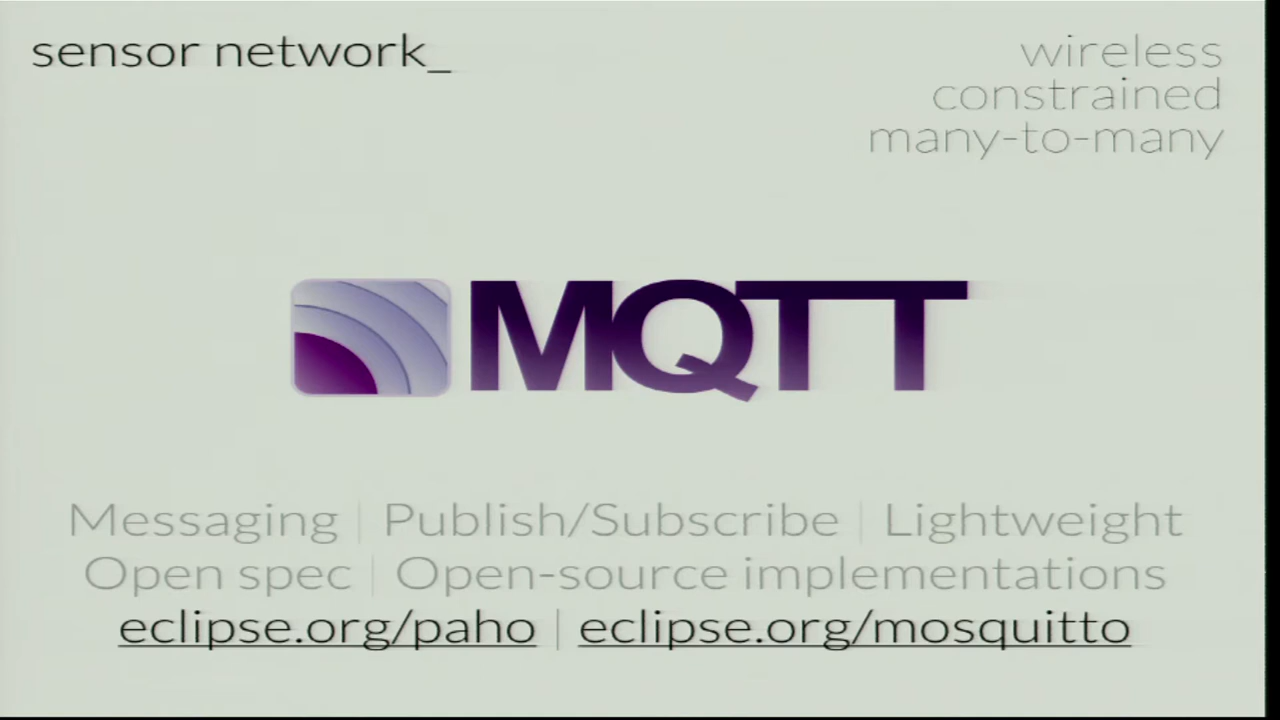 sensor network_
wireless
constrained
many-to-many
MQTT
Messaging | Publish/Subscribe | Lightweight
Open spec | Open-source implementations
eclipse.org/paho | eclipse.org/mosquitto